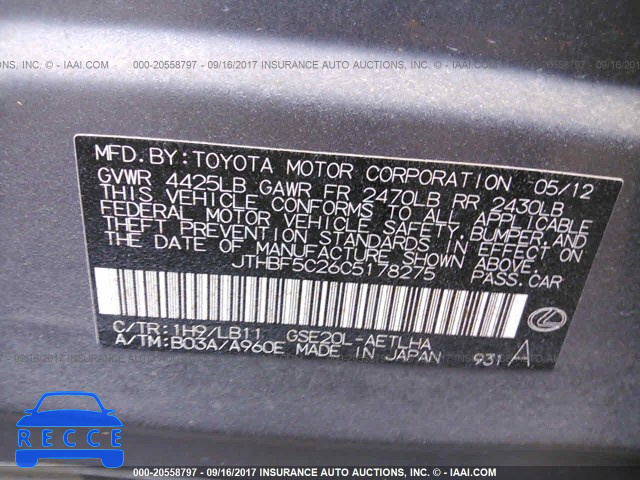 000-20558797 - 09/16/2017 INSURANCE AUTO AUCTIONS, INC. - IAAI.COM
MFD.BY:TOYOTA MOTOR CORPORATION 05/12
GVWR 4425LB GAWR FR 2470LB RR 2430LB
THIS VEHICLE CONFORMS TO ALL APPLICABLE
FEDERAL MOTOR VEHICLE SAFETY, BUMPER, AND
THEFT PREVENTION STANDARDS IN EFFECT ON
THE DATE OF MANUFACTURE SHOWN ABOVE.
JTHBF5C26C5178275 PASS.CAR
C/TR:1H9/LB11 GSE20L-AETLHA
A/TM:B03A/A960E MADE IN JAPAN 931 A
RECCE
000-20558797 - 09/16/2017 INSURANCE AUTO AUCTIONS, INC. - IAAI.COM